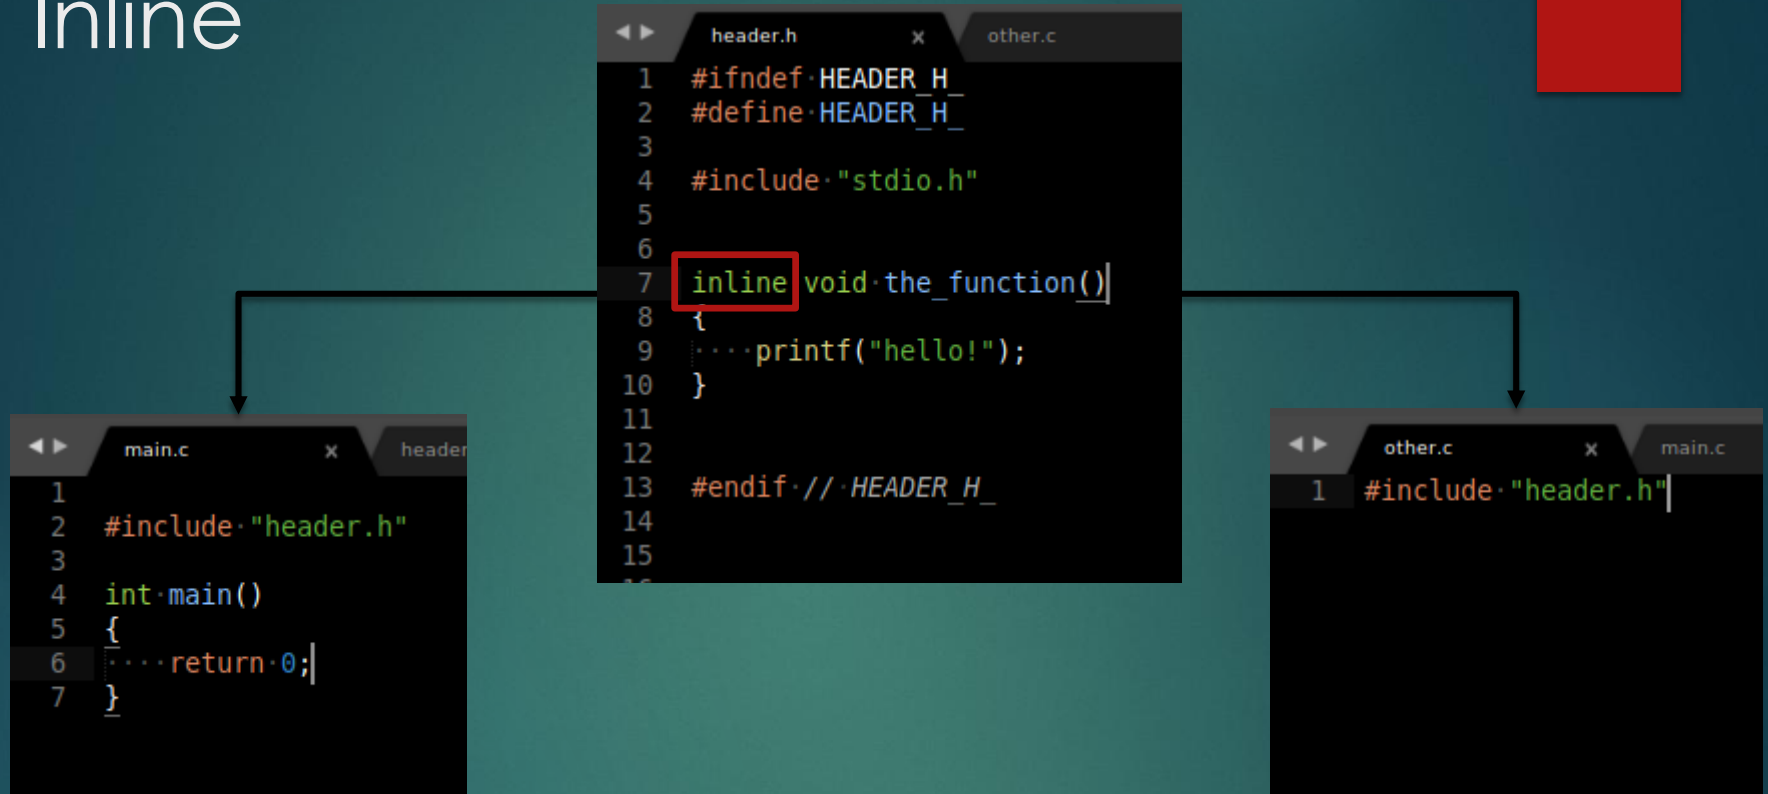 Inline
header.h x other.c
1 #ifndef HEADER_H_
2 #define HEADER_H_
3
4 #include "stdio.h"
5
6
7 inline void the_function()
8 {
9 printf("hello!");
10 }
11
12
13 #endif // HEADER_H_
14
15
main.c x header
1
2 #include "header.h"
3
4 int main()
5 {
6 return 0;
7 }
other.c x main.c
1 #include "header.h"